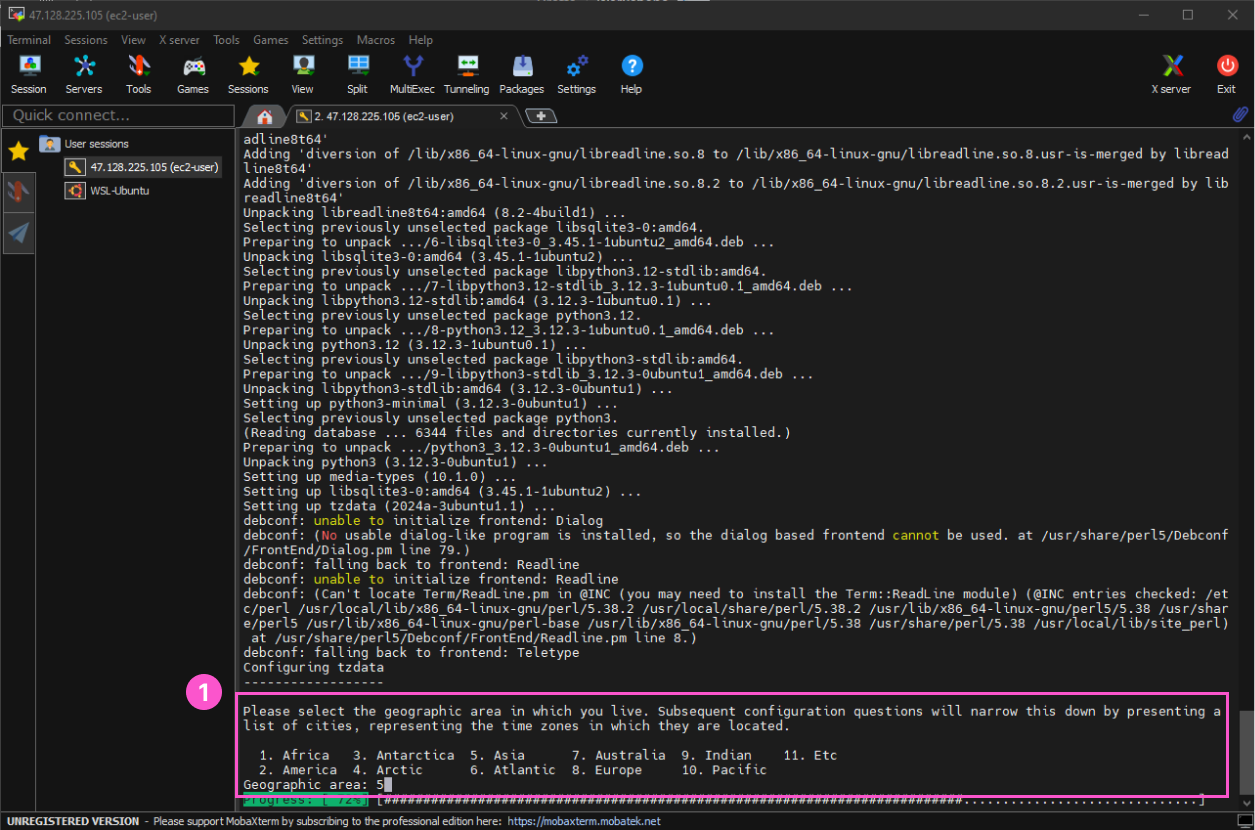 47.128.225.105 (ec2-user)
Terminal Sessions View X server Tools Games Settings Macros Help
Session Servers Tools Games Sessions View Split MultiExec Tunneling Packages Settings Help X server Exit
Quick connect...
2. 47.128.225.105 (ec2-user)
User sessions
47.128.225.105 (ec2-user)
WSL-Ubuntu
adline8t64'
Adding 'diversion of /lib/x86_64-linux-gnu/libreadline.so.8 to /lib/x86_64-linux-gnu/libreadline.so.8.usr-is-merged by libread
line8t64'
Adding 'diversion of /lib/x86_64-linux-gnu/libreadline.so.8.2 to /lib/x86_64-linux-gnu/libreadline.so.8.2.usr-is-merged by lib
readline8t64'
Unpacking libreadline8t64:amd64 (8.2-4build1) ...
Selecting previously unselected package libsqlite3-0:amd64.
Preparing to unpack .../6-libsqlite3-0_3.45.1-1ubuntu2_amd64.deb ...
Unpacking libsqlite3-0:amd64 (3.45.1-1ubuntu2) ...
Selecting previously unselected package libpython3.12-stdlib:amd64.
Preparing to unpack .../7-libpython3.12-stdlib_3.12.3-1ubuntu0.1_amd64.deb ...
Unpacking libpython3.12-stdlib:amd64 (3.12.3-1ubuntu0.1) ...
Selecting previously unselected package python3.12.
Preparing to unpack .../8-python3.12_3.12.3-1ubuntu0.1_amd64.deb ...
Unpacking python3.12 (3.12.3-1ubuntu0.1) ...
Selecting previously unselected package libpython3-stdlib:amd64.
Preparing to unpack .../9-libpython3-stdlib_3.12.3-0ubuntu1_amd64.deb ...
Unpacking libpython3-stdlib:amd64 (3.12.3-0ubuntu1) ...
Setting up python3-minimal (3.12.3-0ubuntu1) ...
Selecting previously unselected package python3.
(Reading database ... 6344 files and directories currently installed.)
Preparing to unpack .../python3_3.12.3-0ubuntu1_amd64.deb ...
Unpacking python3 (3.12.3-0ubuntu1) ...
Setting up media-types (10.1.0) ...
Setting up libsqlite3-0:amd64 (3.45.1-1ubuntu2) ...
Setting up tzdata (2024a-3ubuntu1.1) ...
debconf: unable to initialize frontend: Dialog
debconf: (No usable dialog-like program is installed, so the dialog based frontend cannot be used. at /usr/share/perl5/Debconf
/FrontEnd/Dialog.pm line 79.)
debconf: falling back to frontend: Readline
debconf: unable to initialize frontend: Readline
debconf: (Can't locate Term/ReadLine.pm in @INC (you may need to install the Term::ReadLine module) (@INC entries checked: /et
c/perl /usr/local/lib/x86_64-linux-gnu/perl/5.38.2 /usr/local/share/perl/5.38.2 /usr/lib/x86_64-linux-gnu/perl5/5.38 /usr/shar
e/perl5 /usr/lib/x86_64-linux-gnu/perl-base /usr/lib/x86_64-linux-gnu/perl/5.38 /usr/share/perl/5.38 /usr/local/lib/site_perl)
at /usr/share/perl5/Debconf/FrontEnd/Readline.pm line 8.)
debconf: falling back to frontend: Teletype
Configuring tzdata
------------------
1
Please select the geographic area in which you live. Subsequent configuration questions will narrow this down by presenting a
list of cities, representing the time zones in which they are located.
1. Africa 3. Antarctica 5. Asia 7. Australia 9. Indian 11. Etc
2. America 4. Arctic 6. Atlantic 8. Europe 10. Pacific
Geographic area: 5
Progress: [ 72%] [##########################################################################..............................]
UNREGISTERED VERSION - Please support MobaXterm by subscribing to the professional edition here: https://mobaxterm.mobatek.net